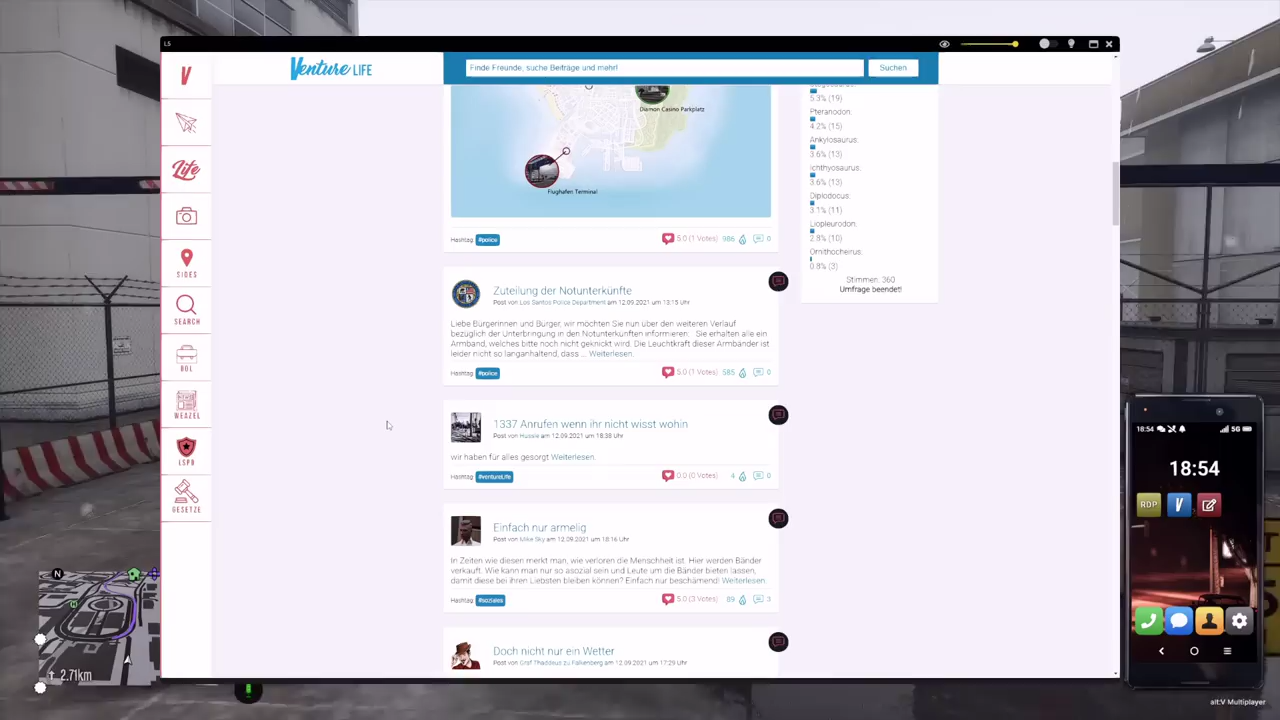 LS
V
Venture LIFE
Finde Freunde, suche Beiträge und mehr!
Suchen
Life
SIDES
SEARCH
BOL
WEAZEL
LSPD
GESETZE
Diamon Casino Parkplatz
Flughafen Terminal
Hashtag: #police
5.0 (1 Votes) 986 0
Zuteilung der Notunterkünfte
Post von Los Santos Police Department am 12.09.2021 um 13:15 Uhr
Liebe Bürgerinnen und Bürger, wir möchten Sie nun über den weiteren Verlauf
bezüglich der Unterbringung in den Notunterkünften informieren: Sie erhalten alle ein
Armband, welches bitte noch nicht geknickt wird. Die Leuchtkraft dieser Armbänder ist
leider nicht so langanhaltend, dass ... Weiterlesen.
Hashtag: #police
5.0 (1 Votes) 585 0
1337 Anrufen wenn ihr nicht wisst wohin
Post von Hussle am 12.09.2021 um 18:38 Uhr
wir haben für alles gesorgt Weiterlesen.
Hashtag: #ventureLife
0.0 (0 Votes) 4 0
Einfach nur armelig
Post von Mike Sky am 12.09.2021 um 18:16 Uhr
In Zeiten wie diesen merkt man, wie verloren die Menschheit ist. Hier werden Bänder
verkauft. Wie kann man nur so asozial sein und Leute um die Bänder bieten lassen,
damit diese bei ihren Liebsten bleiben können? Einfach nur beschämend! Weiterlesen.
Hashtag: #soziales
5.0 (3 Votes) 89 3
Doch nicht nur ein Wetter
Post von Graf Thaddeus zu Falkenberg am 12.09.2021 um 17:29 Uhr
5.3% (19)
Pteranodon:
4.2% (15)
Ankylosaurus:
3.6% (13)
Ichthyosaurus:
3.6% (13)
Diplodocus:
3.1% (11)
Liopleurodon:
2.8% (10)
Ornithocheirus:
0.8% (3)
Stimmen: 360
Umfrage beendet!
N
2.71km
18:54
5G
18:54
RDP
V
alt:V Multiplayer